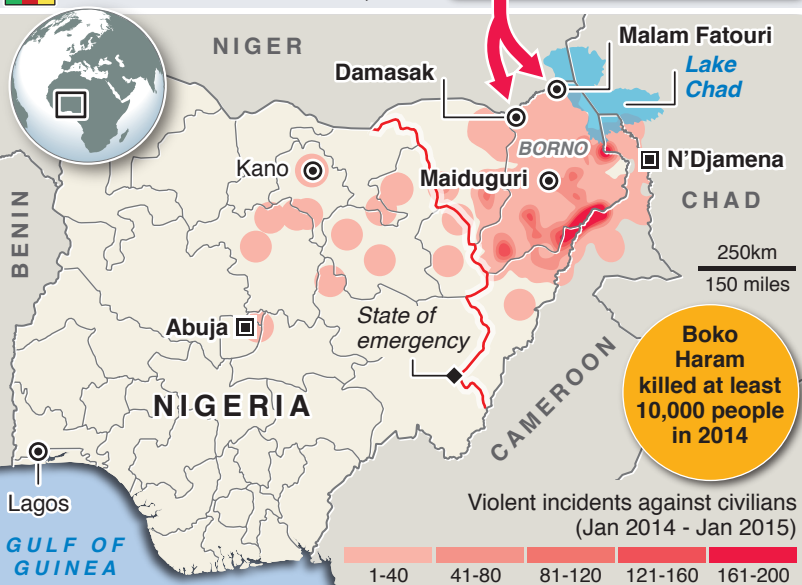 NIGER
Malam Fatouri
Damasak
Lake
Chad
BORNO
Kano
Maiduguri
N'Djamena
CHAD
BENIN
250km
150 miles
Abuja
State of
emergency
NIGERIA
CAMEROON
Boko
Haram
killed at least
10,000 people
in 2014
Lagos
GULF OF
GUINEA
Violent incidents against civilians
(Jan 2014 - Jan 2015)
1-40 41-80 81-120 121-160 161-200